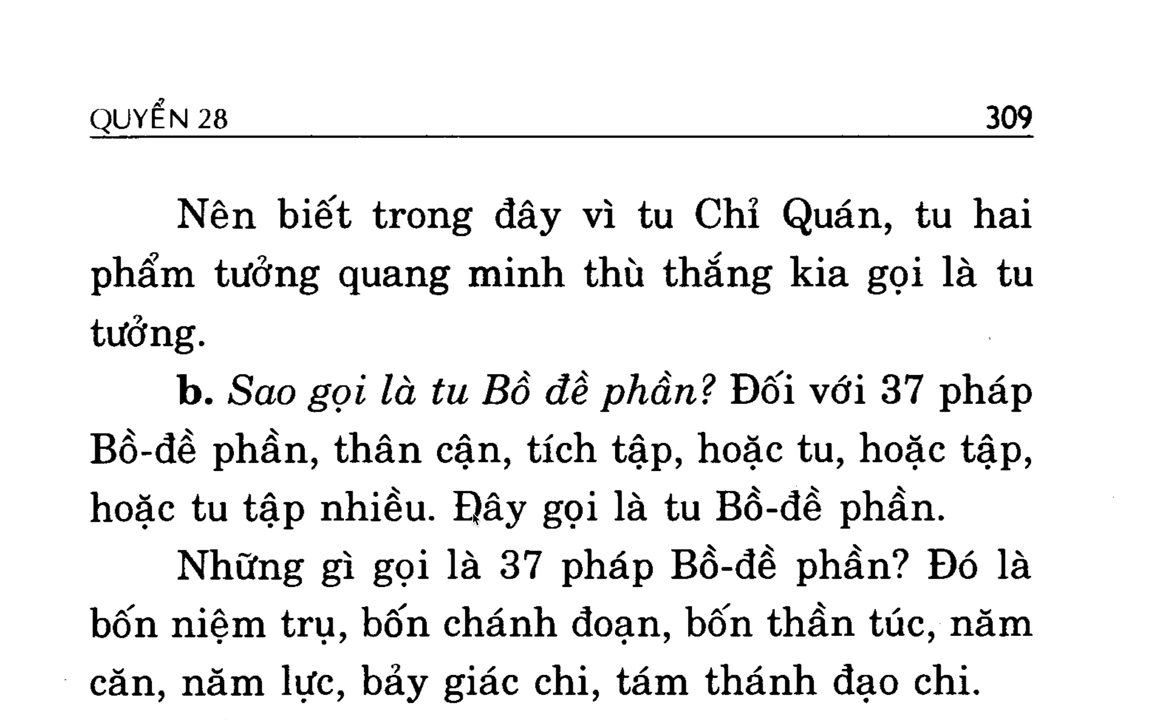 QUYỂN 28 309
Nên biết trong đây vì tu Chỉ Quán, tu hai
phẩm tưởng quang minh thù thắng kia gọi là tu
tưởng.
b. Sao gọi là tu Bồ đề phần? Đối với 37 pháp
Bồ-đề phần, thân cận, tích tập, hoặc tu, hoặc tập,
hoặc tu tập nhiều. Đây gọi là tu Bồ-đề phần.
Những gì gọi là 37 pháp Bồ-đề phần? Đó là
bốn niệm trụ, bốn chánh đoạn, bốn thần túc, năm
căn, năm lực, bảy giác chi, tám thánh đạo chi.